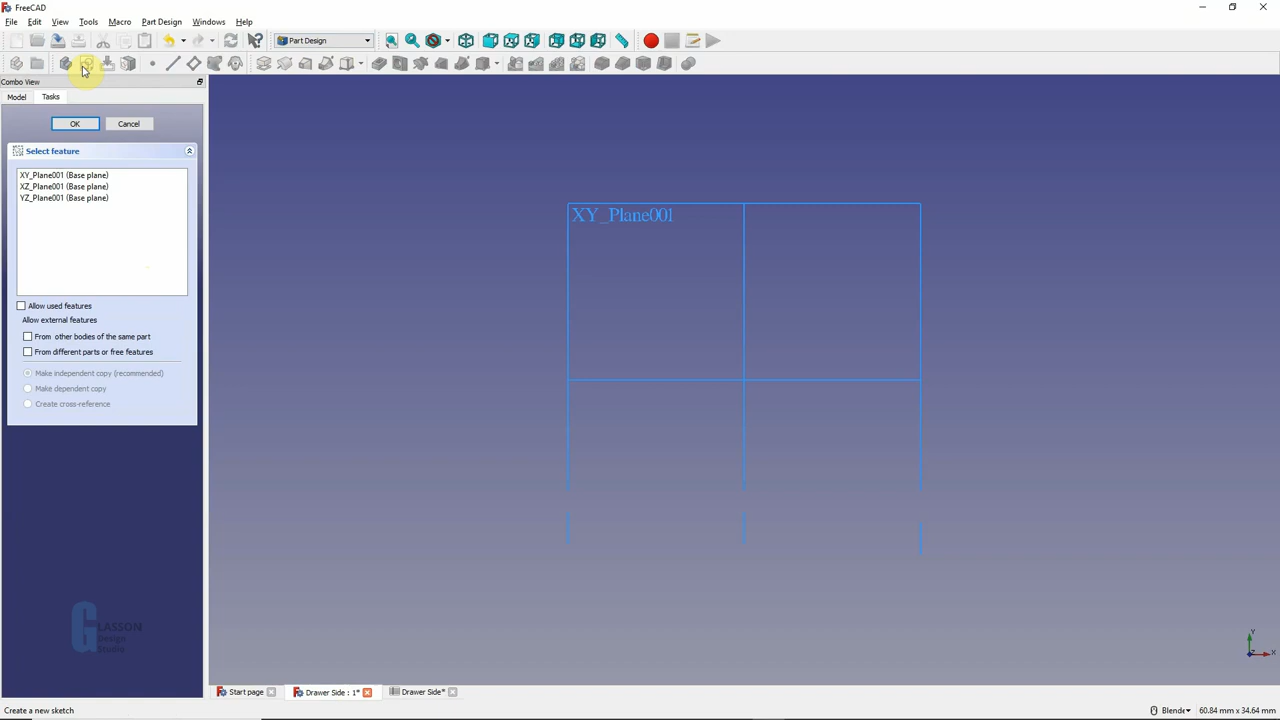 FreeCAD
File Edit View Tools Macro Part Design Windows Help
Part Design
Combo View
Model Tasks
OK Cancel
Select feature
XY_Plane001 (Base plane)
XZ_Plane001 (Base plane)
YZ_Plane001 (Base plane)
XY_Plane001
Allow used features
Allow external features
From other bodies of the same part
From different parts or free features
Make independent copy (recommended)
Make dependent copy
Create cross-reference
GLASSON
Design
Studio
Y
Z X
Start page Drawer Side : 1* Drawer Side*
Create a new sketch
Blender
60.84 mm x 34.64 mm